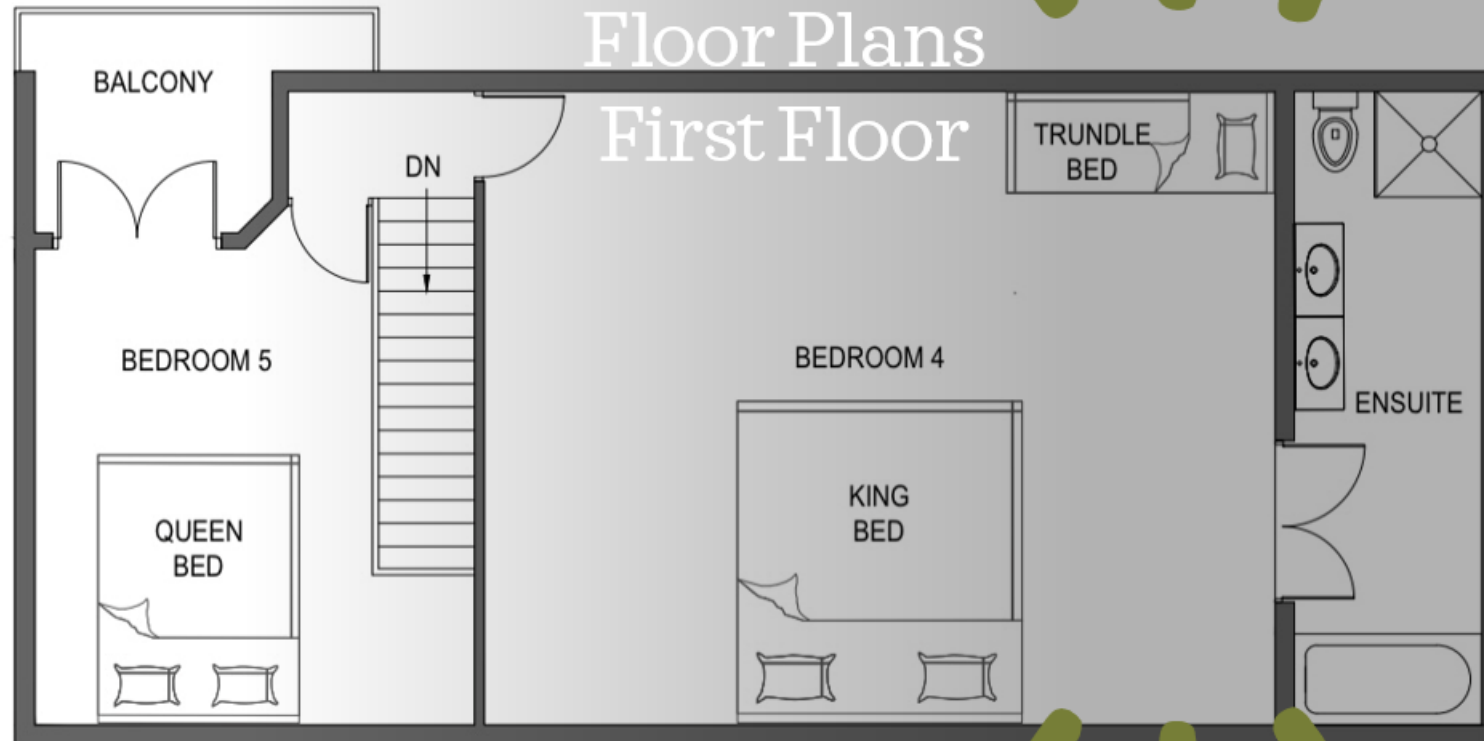 Floor Plans
First Floor
BALCONY
DN
TRUNDLE
BED
BEDROOM 5
BEDROOM 4
ENSUITE
QUEEN
BED
KING
BED